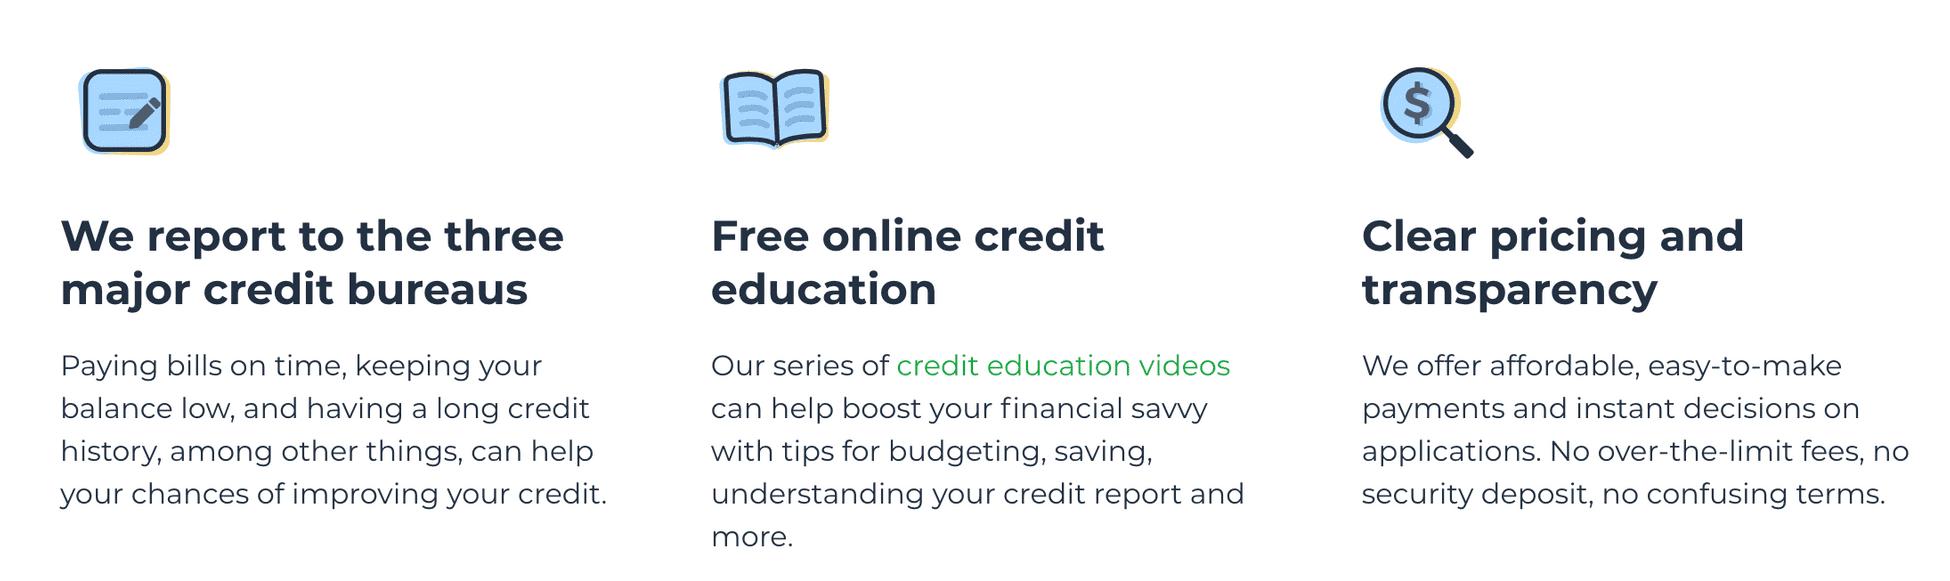 We report to the three
major credit bureaus
Paying bills on time, keeping your
balance low, and having a long credit
history, among other things, can help
your chances of improving your credit.
Free online credit
education
Our series of credit education videos
can help boost your financial savvy
with tips for budgeting, saving,
understanding your credit report and
more.
Clear pricing and
transparency
We offer affordable, easy-to-make
payments and instant decisions on
applications. No over-the-limit fees, no
security deposit, no confusing terms.